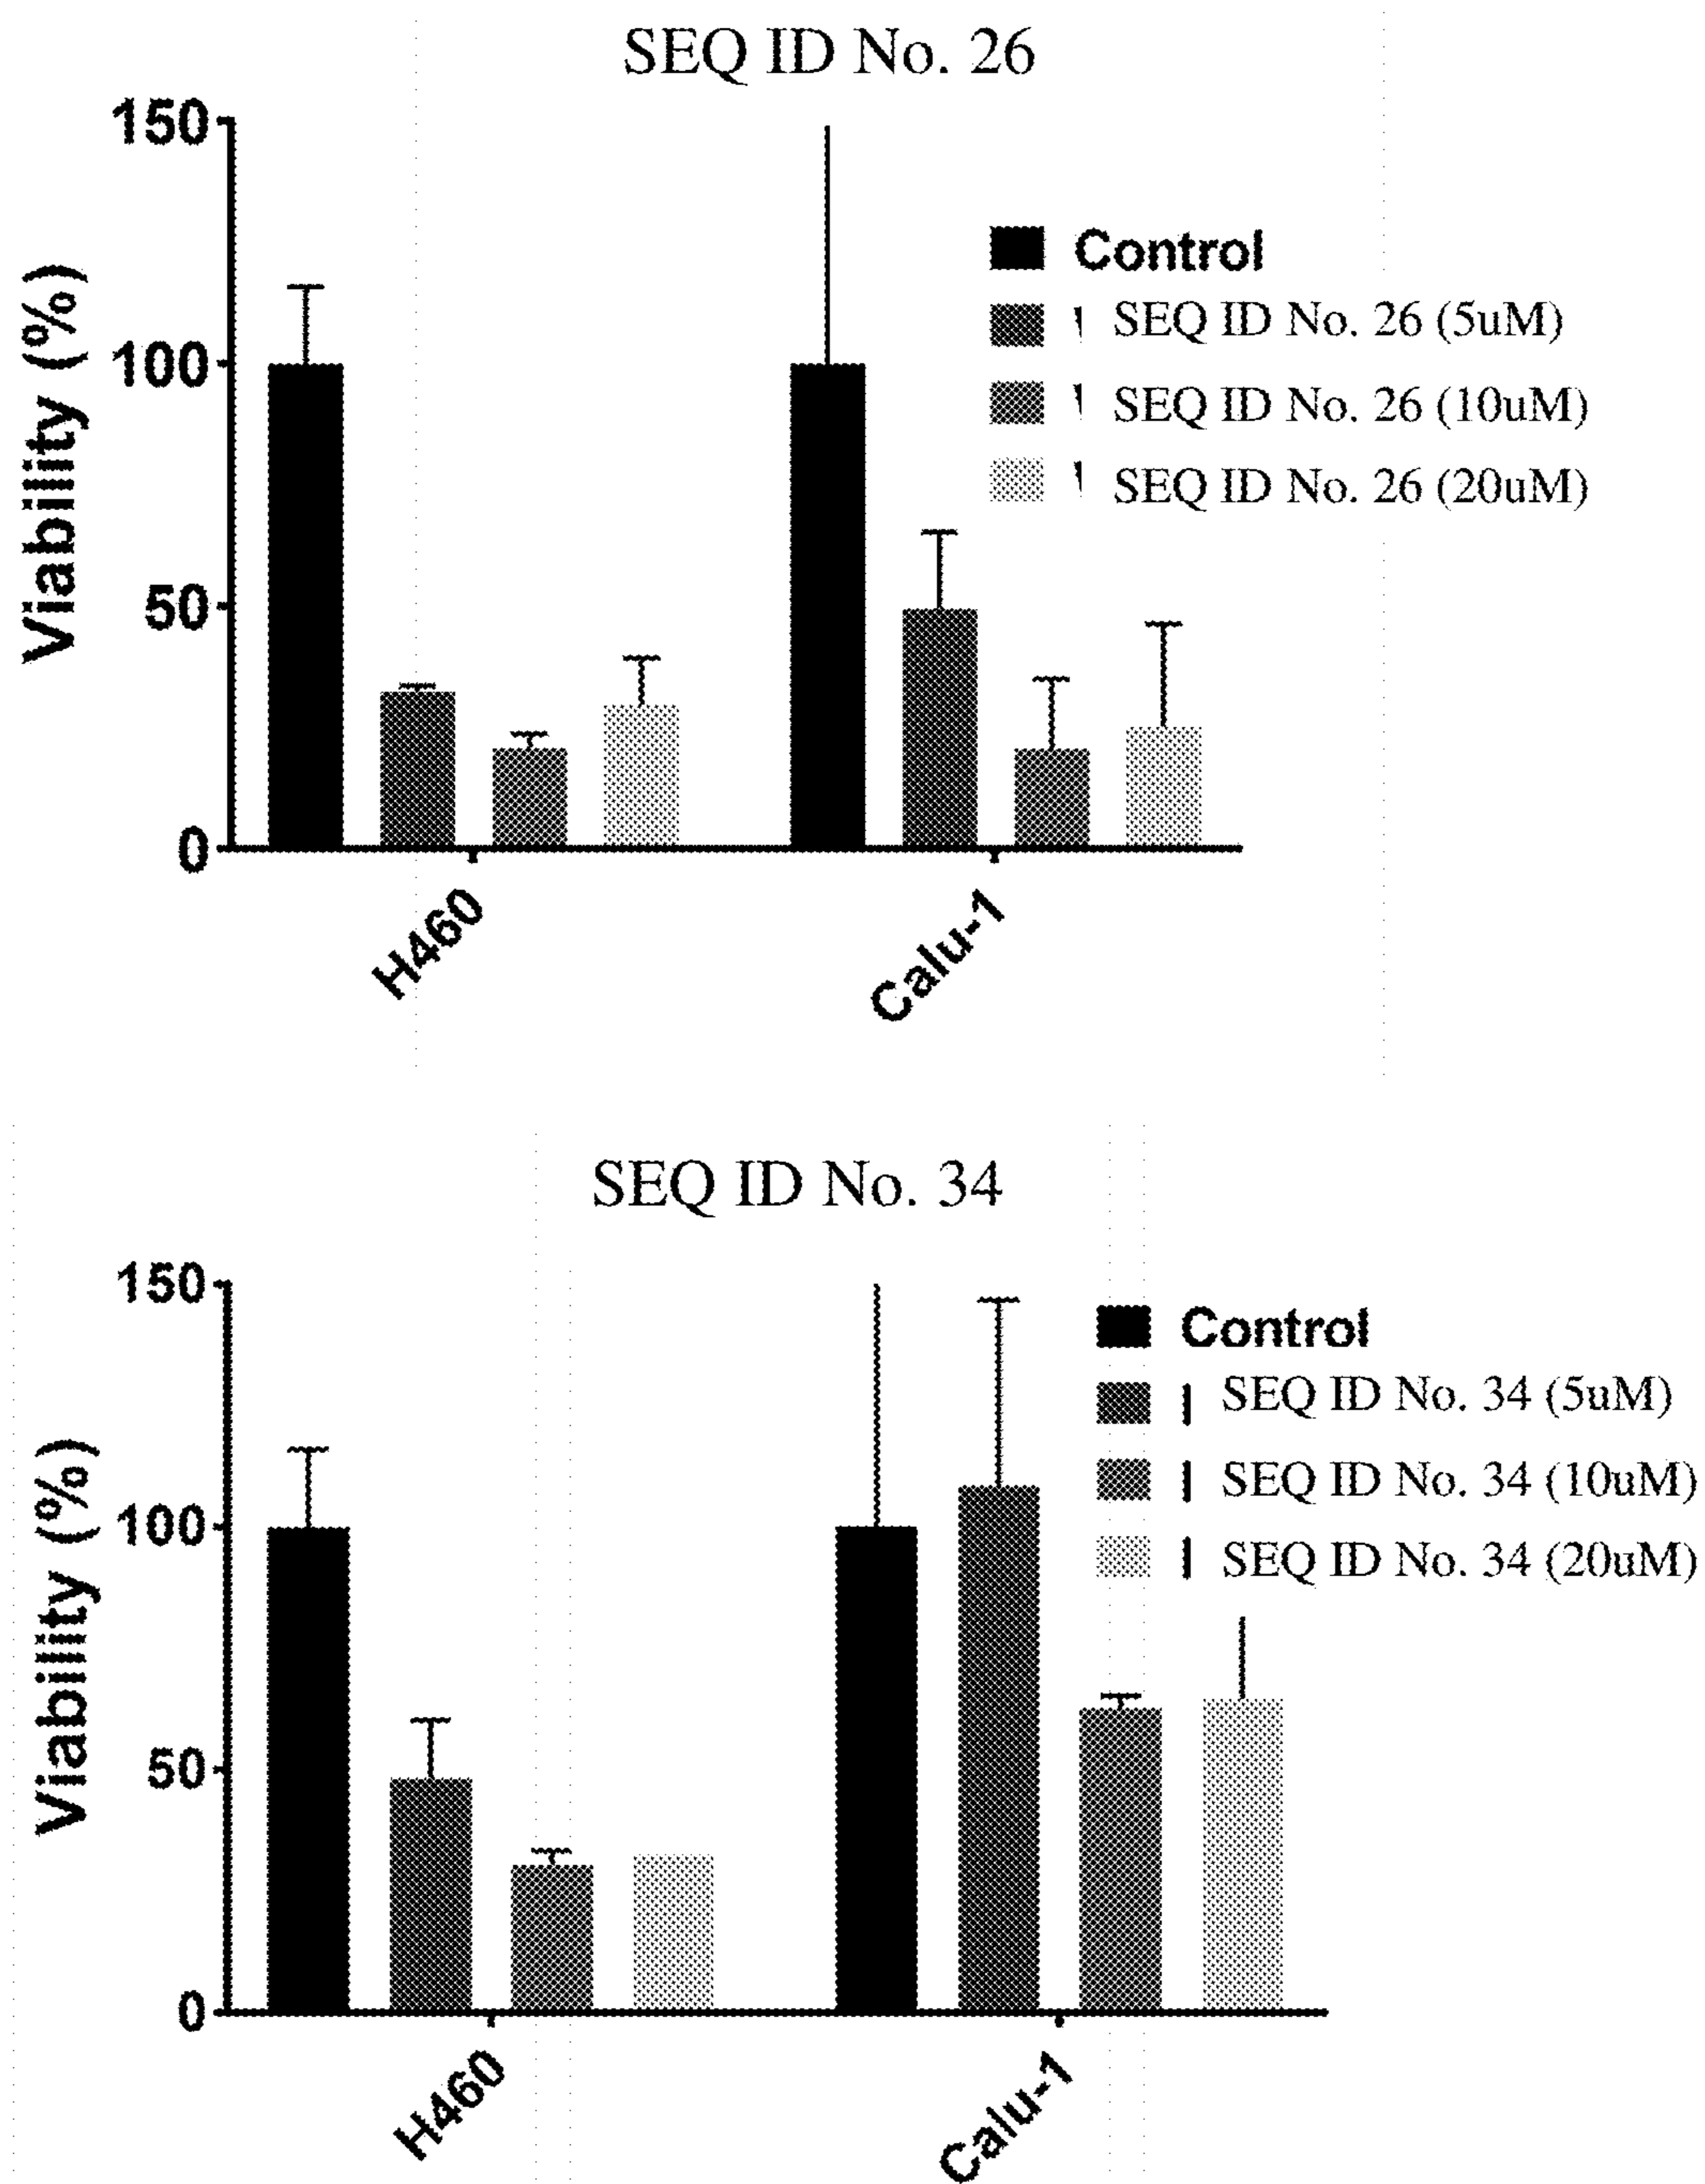 SEQ ID No. 26
150
100
50
0
Viability (%)
Control
SEQ ID No. 26 (5uM)
SEQ ID No. 26 (10uM)
SEQ ID No. 26 (20uM)
H460
Calu-1
SEQ ID No. 34
150
100
50
0
Viability (%)
Control
SEQ ID No. 34 (5uM)
SEQ ID No. 34 (10uM)
SEQ ID No. 34 (20uM)
H460
Calu-1